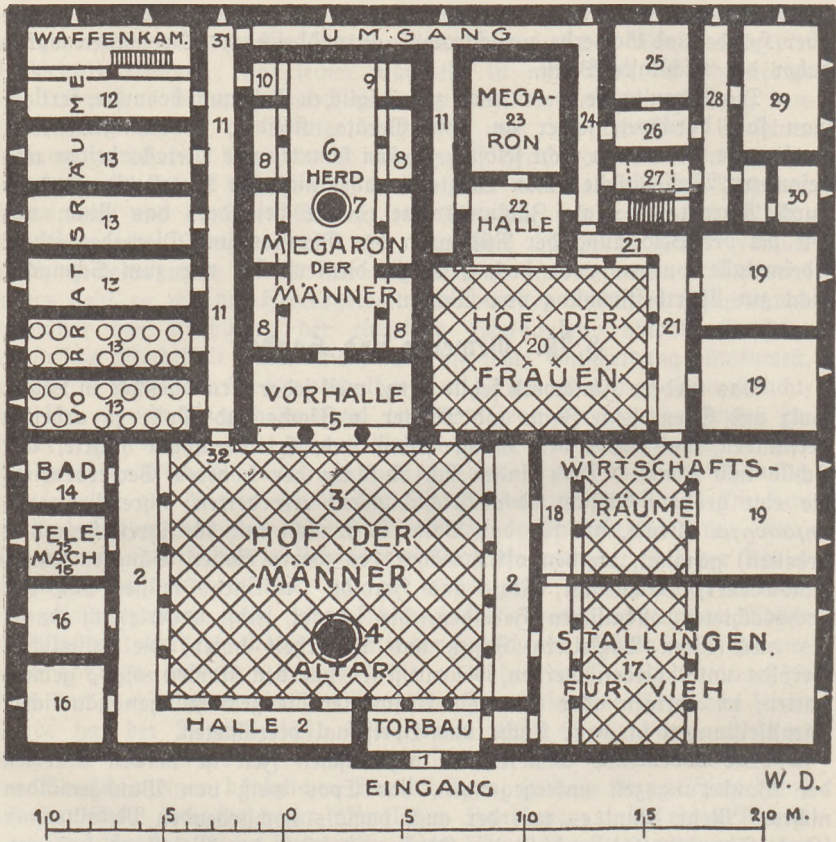 WAFFENKAM.
31
UMGANG
12
VORRATSRÄUME
13
13
13
13
13
11
11
10
9
8
8
6
HERD
7
MEGARON
DER
MÄNNER
8
8
VORHALLE
5
11
MEGA-
23
RON
22
HALLE
24
25
26
27
28
29
30
21
21
19
19
HOF DER
20
FRAUEN
BAD
14
TELE-
MACH
15
16
16
2
32
3
HOF DER
MÄNNER
4
ALTAR
2
HALLE 2
TORBAU
1
EINGANG
WIRTSCHAFTS-
RÄUME
18
19
STALLUNGEN
17
FÜR VIEH
W. D.
10 5 0 5 10 15 20 M.